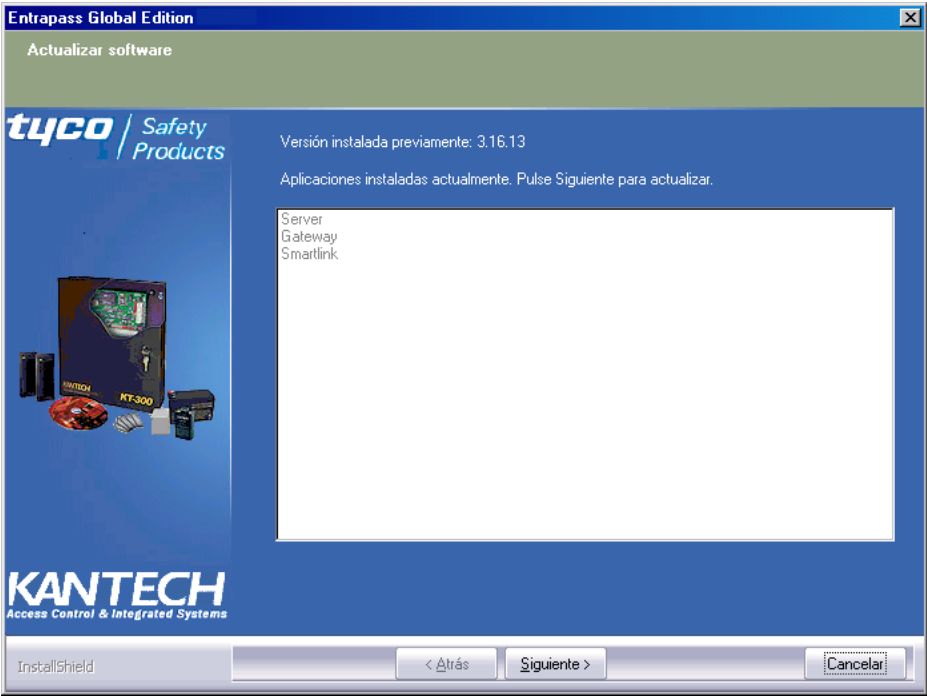 Entrapass Global Edition
Actualizar software
tyco / Safety Products
Versión instalada previamente: 3.16.13
Aplicaciones instaladas actualmente. Pulse Siguiente para actualizar.
Server
Gateway
Smartlink
KANTECH
KT-300
KANTECH
Access Control & Integrated Systems
InstallShield
< Atrás
Siguiente >
Cancelar